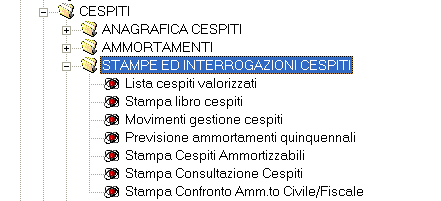 CESPITI
ANAGRAFICA CESPITI
AMMORTAMENTI
STAMPE ED INTERROGAZIONI CESPITI
Lista cespiti valorizzati
Stampa libro cespiti
Movimenti gestione cespiti
Previsione ammortamenti quinquennali
Stampa Cespiti Ammortizzabili
Stampa Consultazione Cespiti
Stampa Confronto Amm.to Civile/Fiscale